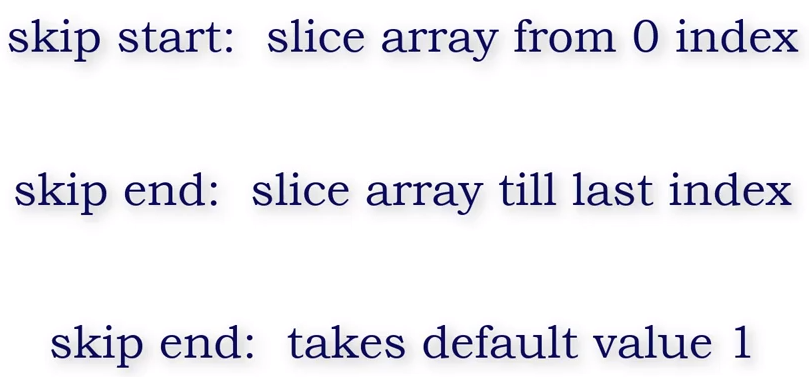 skip start: slice array from 0 index
skip end: slice array till last index
skip end: takes default value 1